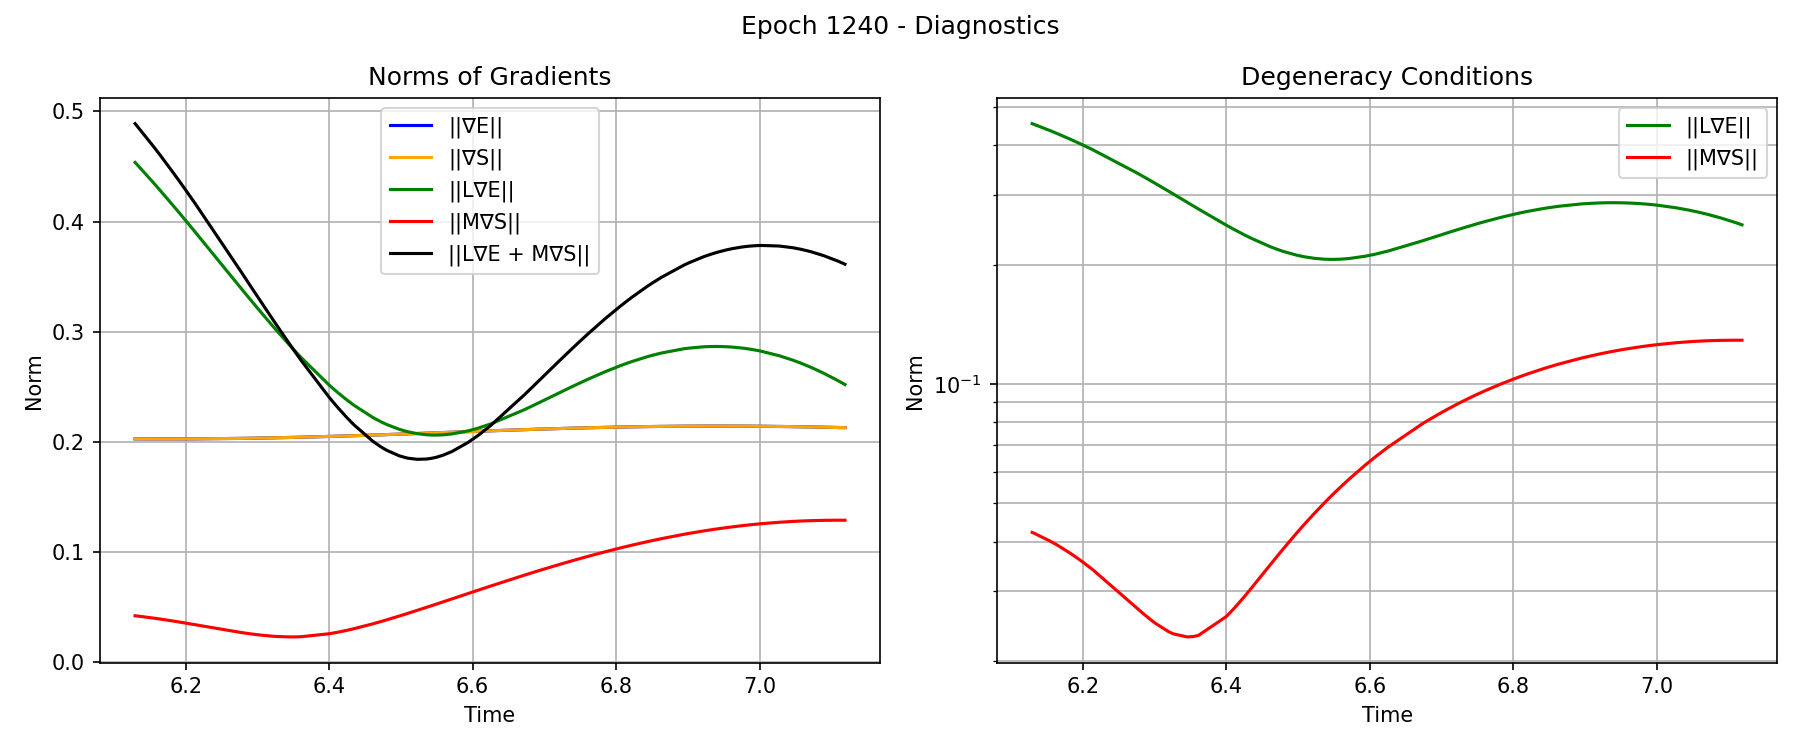 Epoch 1240 - Diagnostics
Norms of Gradients
0.5
0.4
0.3
0.2
0.1
0.0
Norm
||∇E||
||∇S||
||L∇E||
||M∇S||
||L∇E + M∇S||
6.2 6.4 6.6 6.8 7.0
Time
Degeneracy Conditions
10⁻¹
Norm
||L∇E||
||M∇S||
6.2 6.4 6.6 6.8 7.0
Time